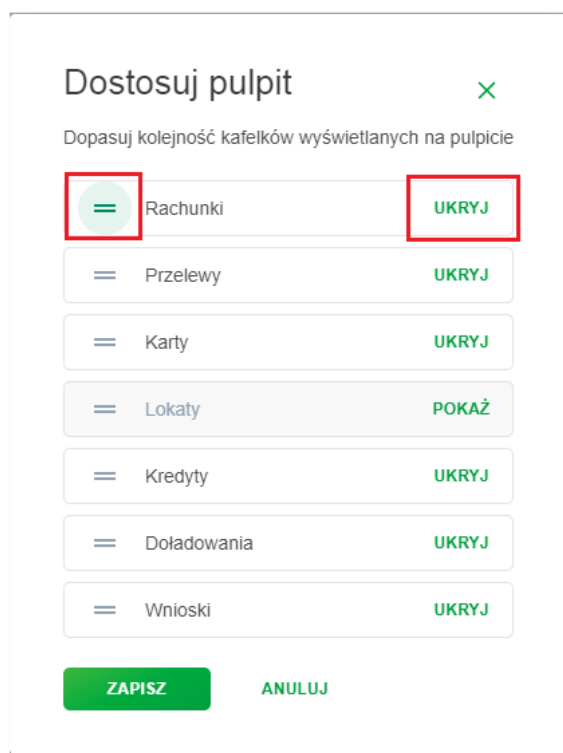 Dostosuj pulpit
Dopasuj kolejność kafelków wyświetlanych na pulpicie
Rachunki UKRYJ
Przelewy UKRYJ
Karty UKRYJ
Lokaty POKAŻ
Kredyty UKRYJ
Doładowania UKRYJ
Wnioski UKRYJ
ZAPISZ ANULUJ